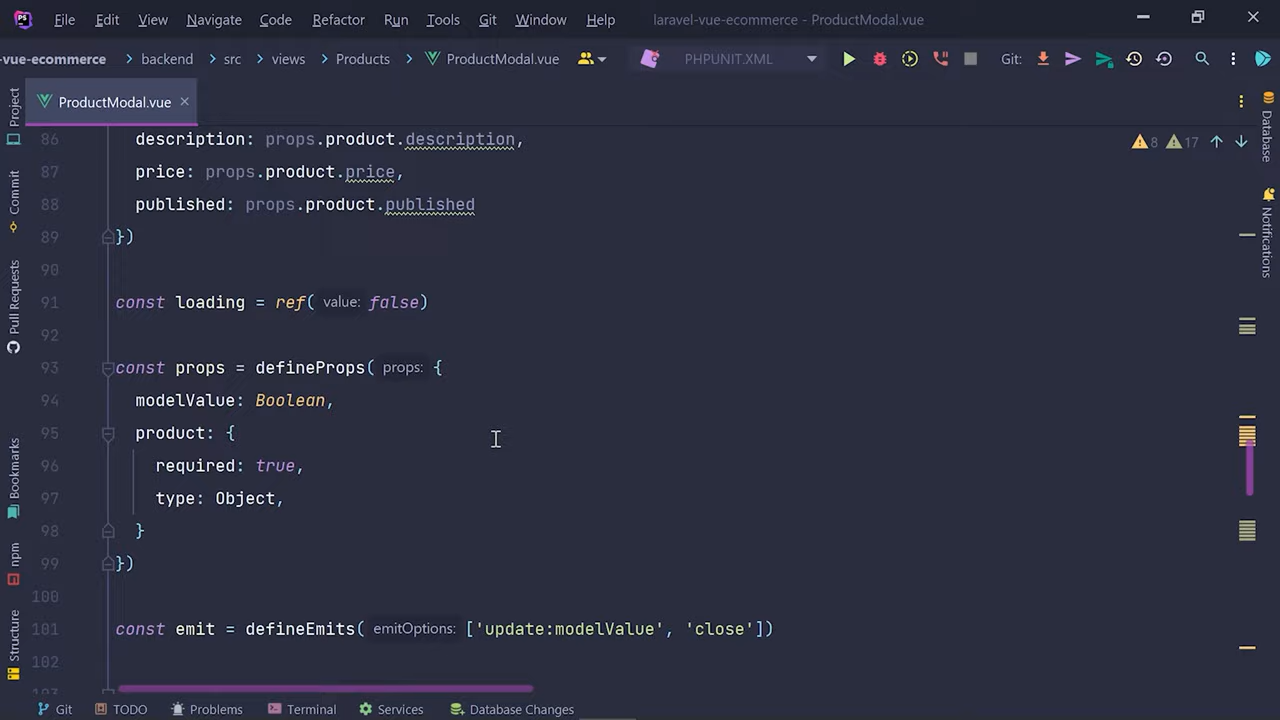 File Edit View Navigate Code Refactor Run Tools Git Window Help laravel-vue-ecommerce - ProductModal.vue
-vue-ecommerce backend src views Products ProductModal.vue PHPUNIT.XML Git:
ProductModal.vue
86 description: props.product.description,
87 price: props.product.price,
88 published: props.product.published
89 })
90
91 const loading = ref( value: false)
92
93 const props = defineProps( props: {
94 modelValue: Boolean,
95 product: {
96 required: true,
97 type: Object,
98 }
99 })
100
101 const emit = defineEmits( emitOptions: ['update:modelValue', 'close'])
102
8 17
Project
Commit
Pull Requests
Bookmarks
npm
Structure
Database
Notifications
Git TODO Problems Terminal Services Database Changes